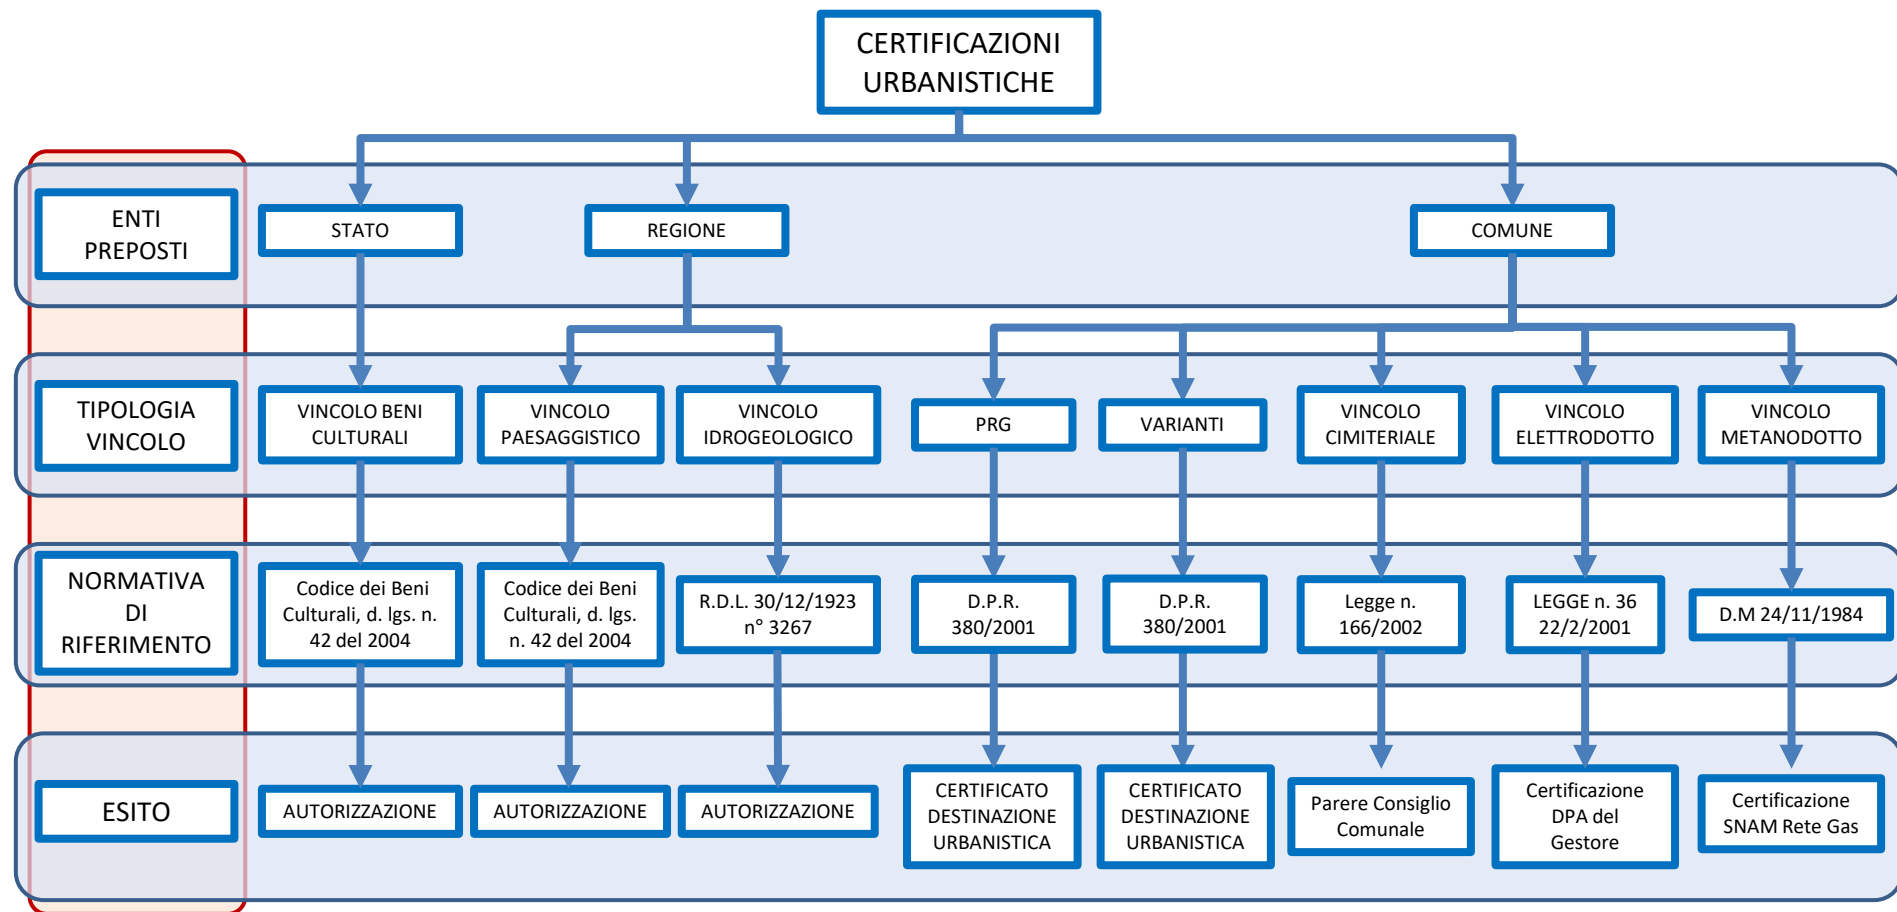 CERTIFICAZIONI
URBANISTICHE
ENTI
PREPOSTI
STATO
REGIONE
COMUNE
TIPOLOGIA
VINCOLO
VINCOLO BENI
CULTURALI
VINCOLO
PAESAGGISTICO
VINCOLO
IDROGEOLOGICO
PRG
VARIANTI
VINCOLO
CIMITERIALE
VINCOLO
ELETTRODOTTO
VINCOLO
METANODOTTO
NORMATIVA
DI
RIFERIMENTO
Codice dei Beni
Culturali, d. lgs. n.
42 del 2004
Codice dei Beni
Culturali, d. lgs.
n. 42 del 2004
R.D.L. 30/12/1923
n° 3267
D.P.R.
380/2001
D.P.R.
380/2001
Legge n.
166/2002
LEGGE n. 36
22/2/2001
D.M 24/11/1984
ESITO
AUTORIZZAZIONE
AUTORIZZAZIONE
AUTORIZZAZIONE
CERTIFICATO
DESTINAZIONE
URBANISTICA
CERTIFICATO
DESTINAZIONE
URBANISTICA
Parere Consiglio
Comunale
Certificazione
DPA del
Gestore
Certificazione
SNAM Rete Gas